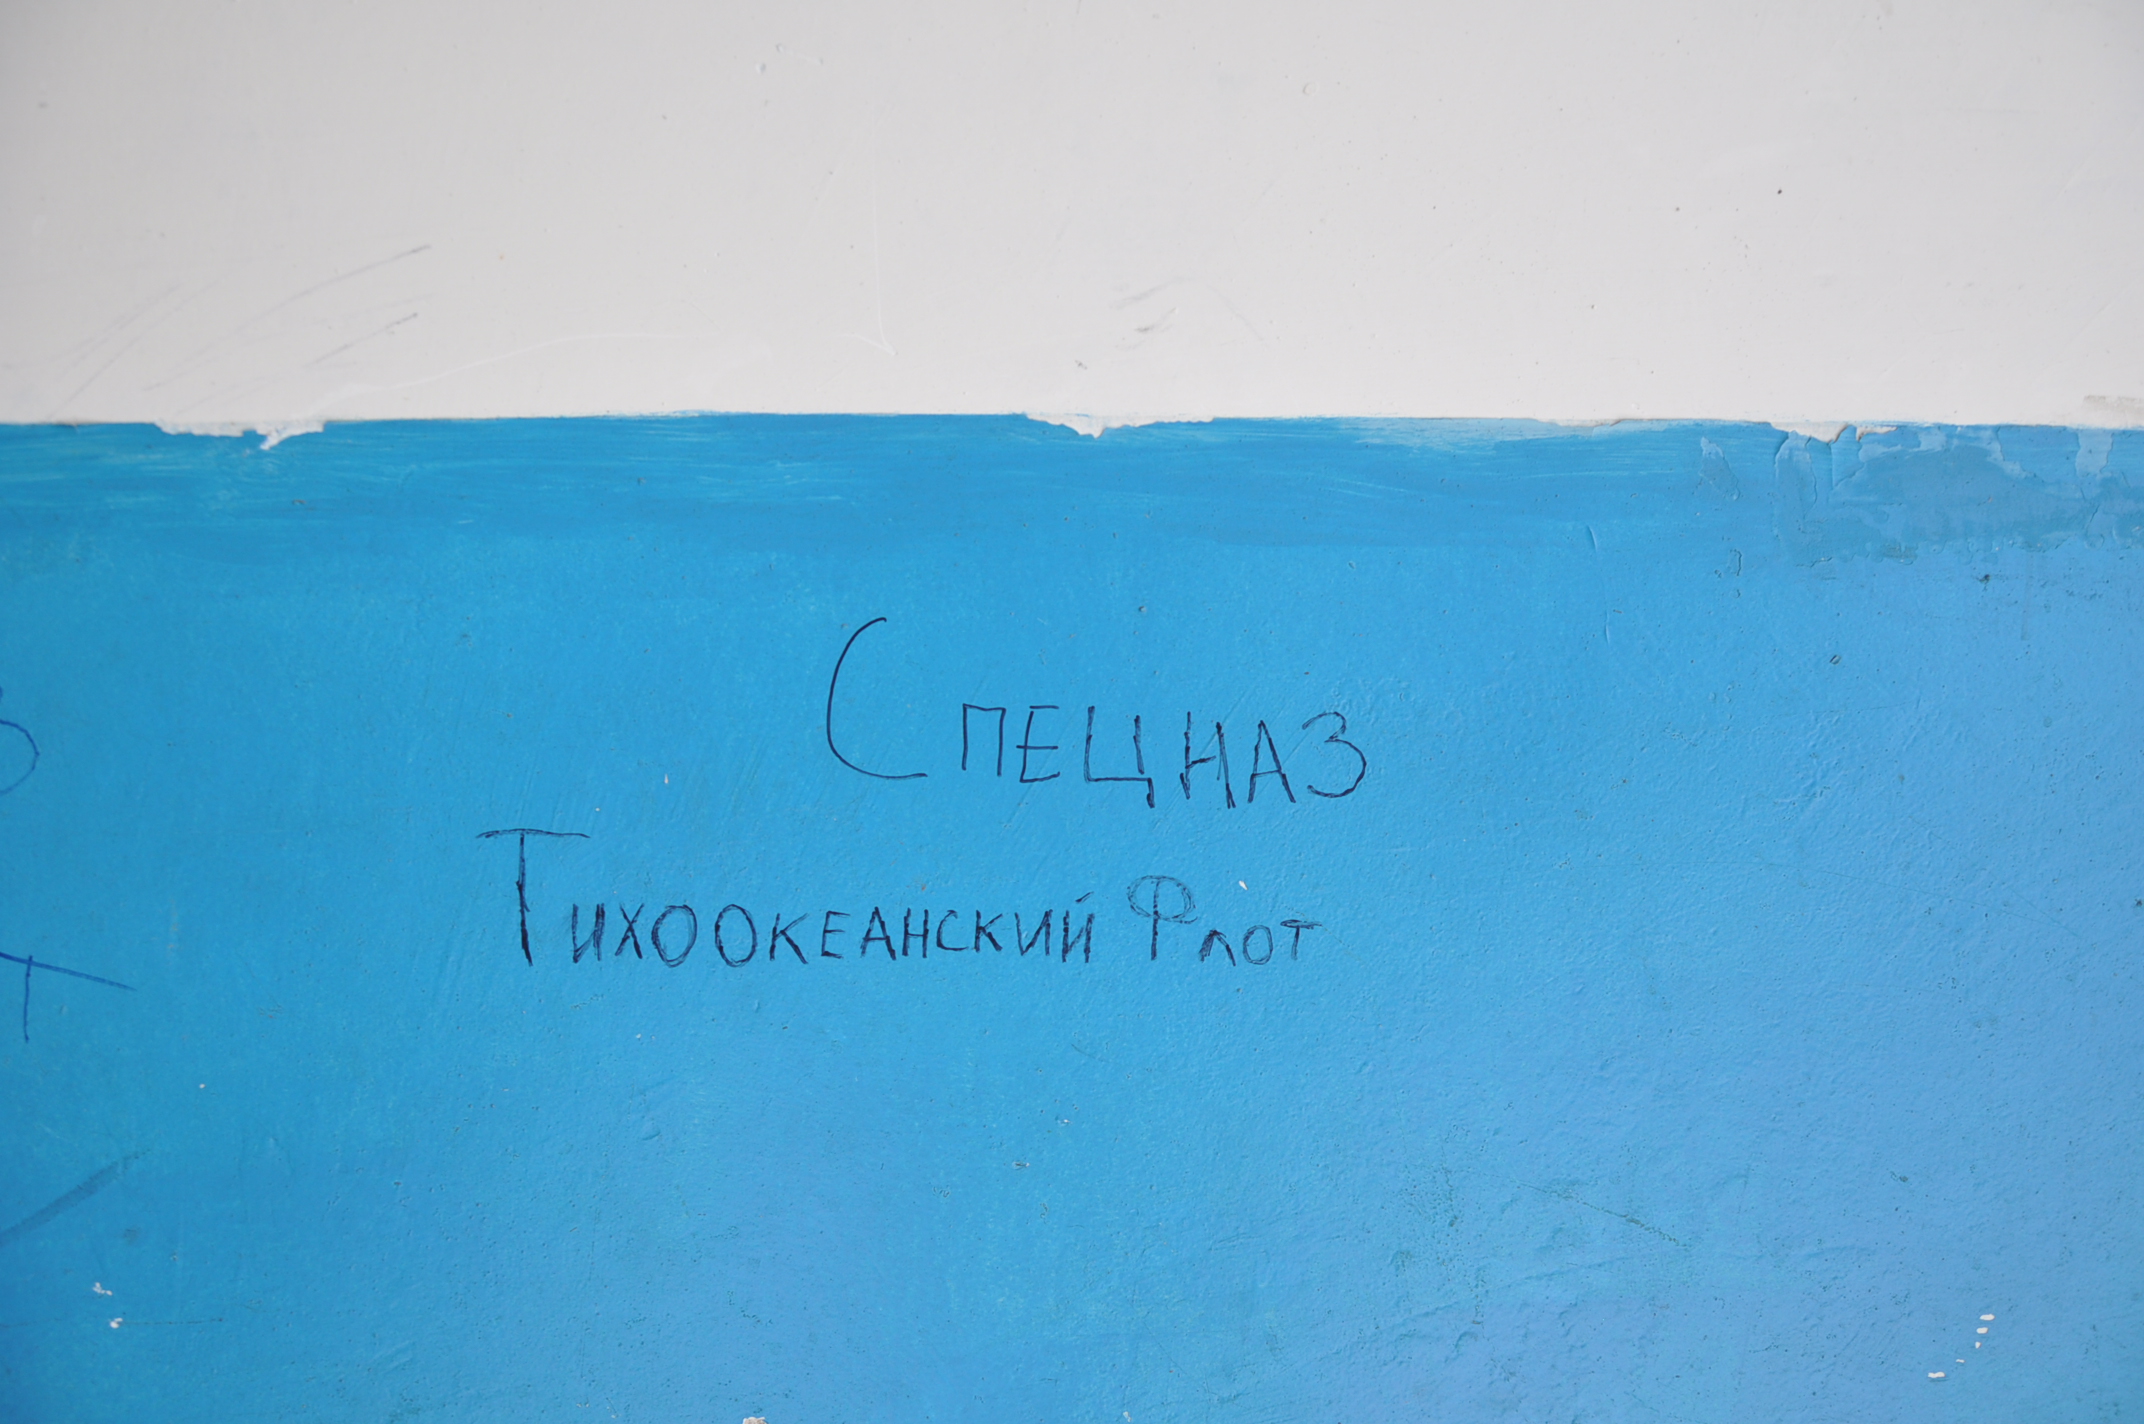 Спецназ
Тихоокеанский Флот